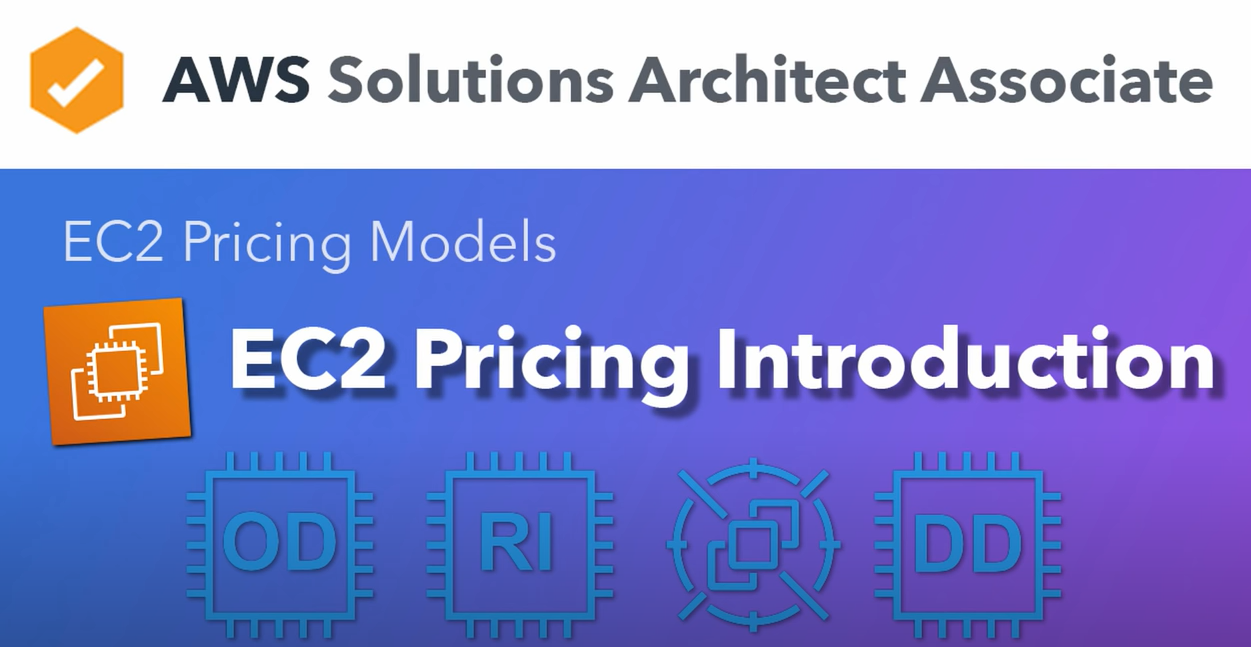 AWS Solutions Architect Associate
EC2 Pricing Models
EC2 Pricing Introduction
OD RI DD